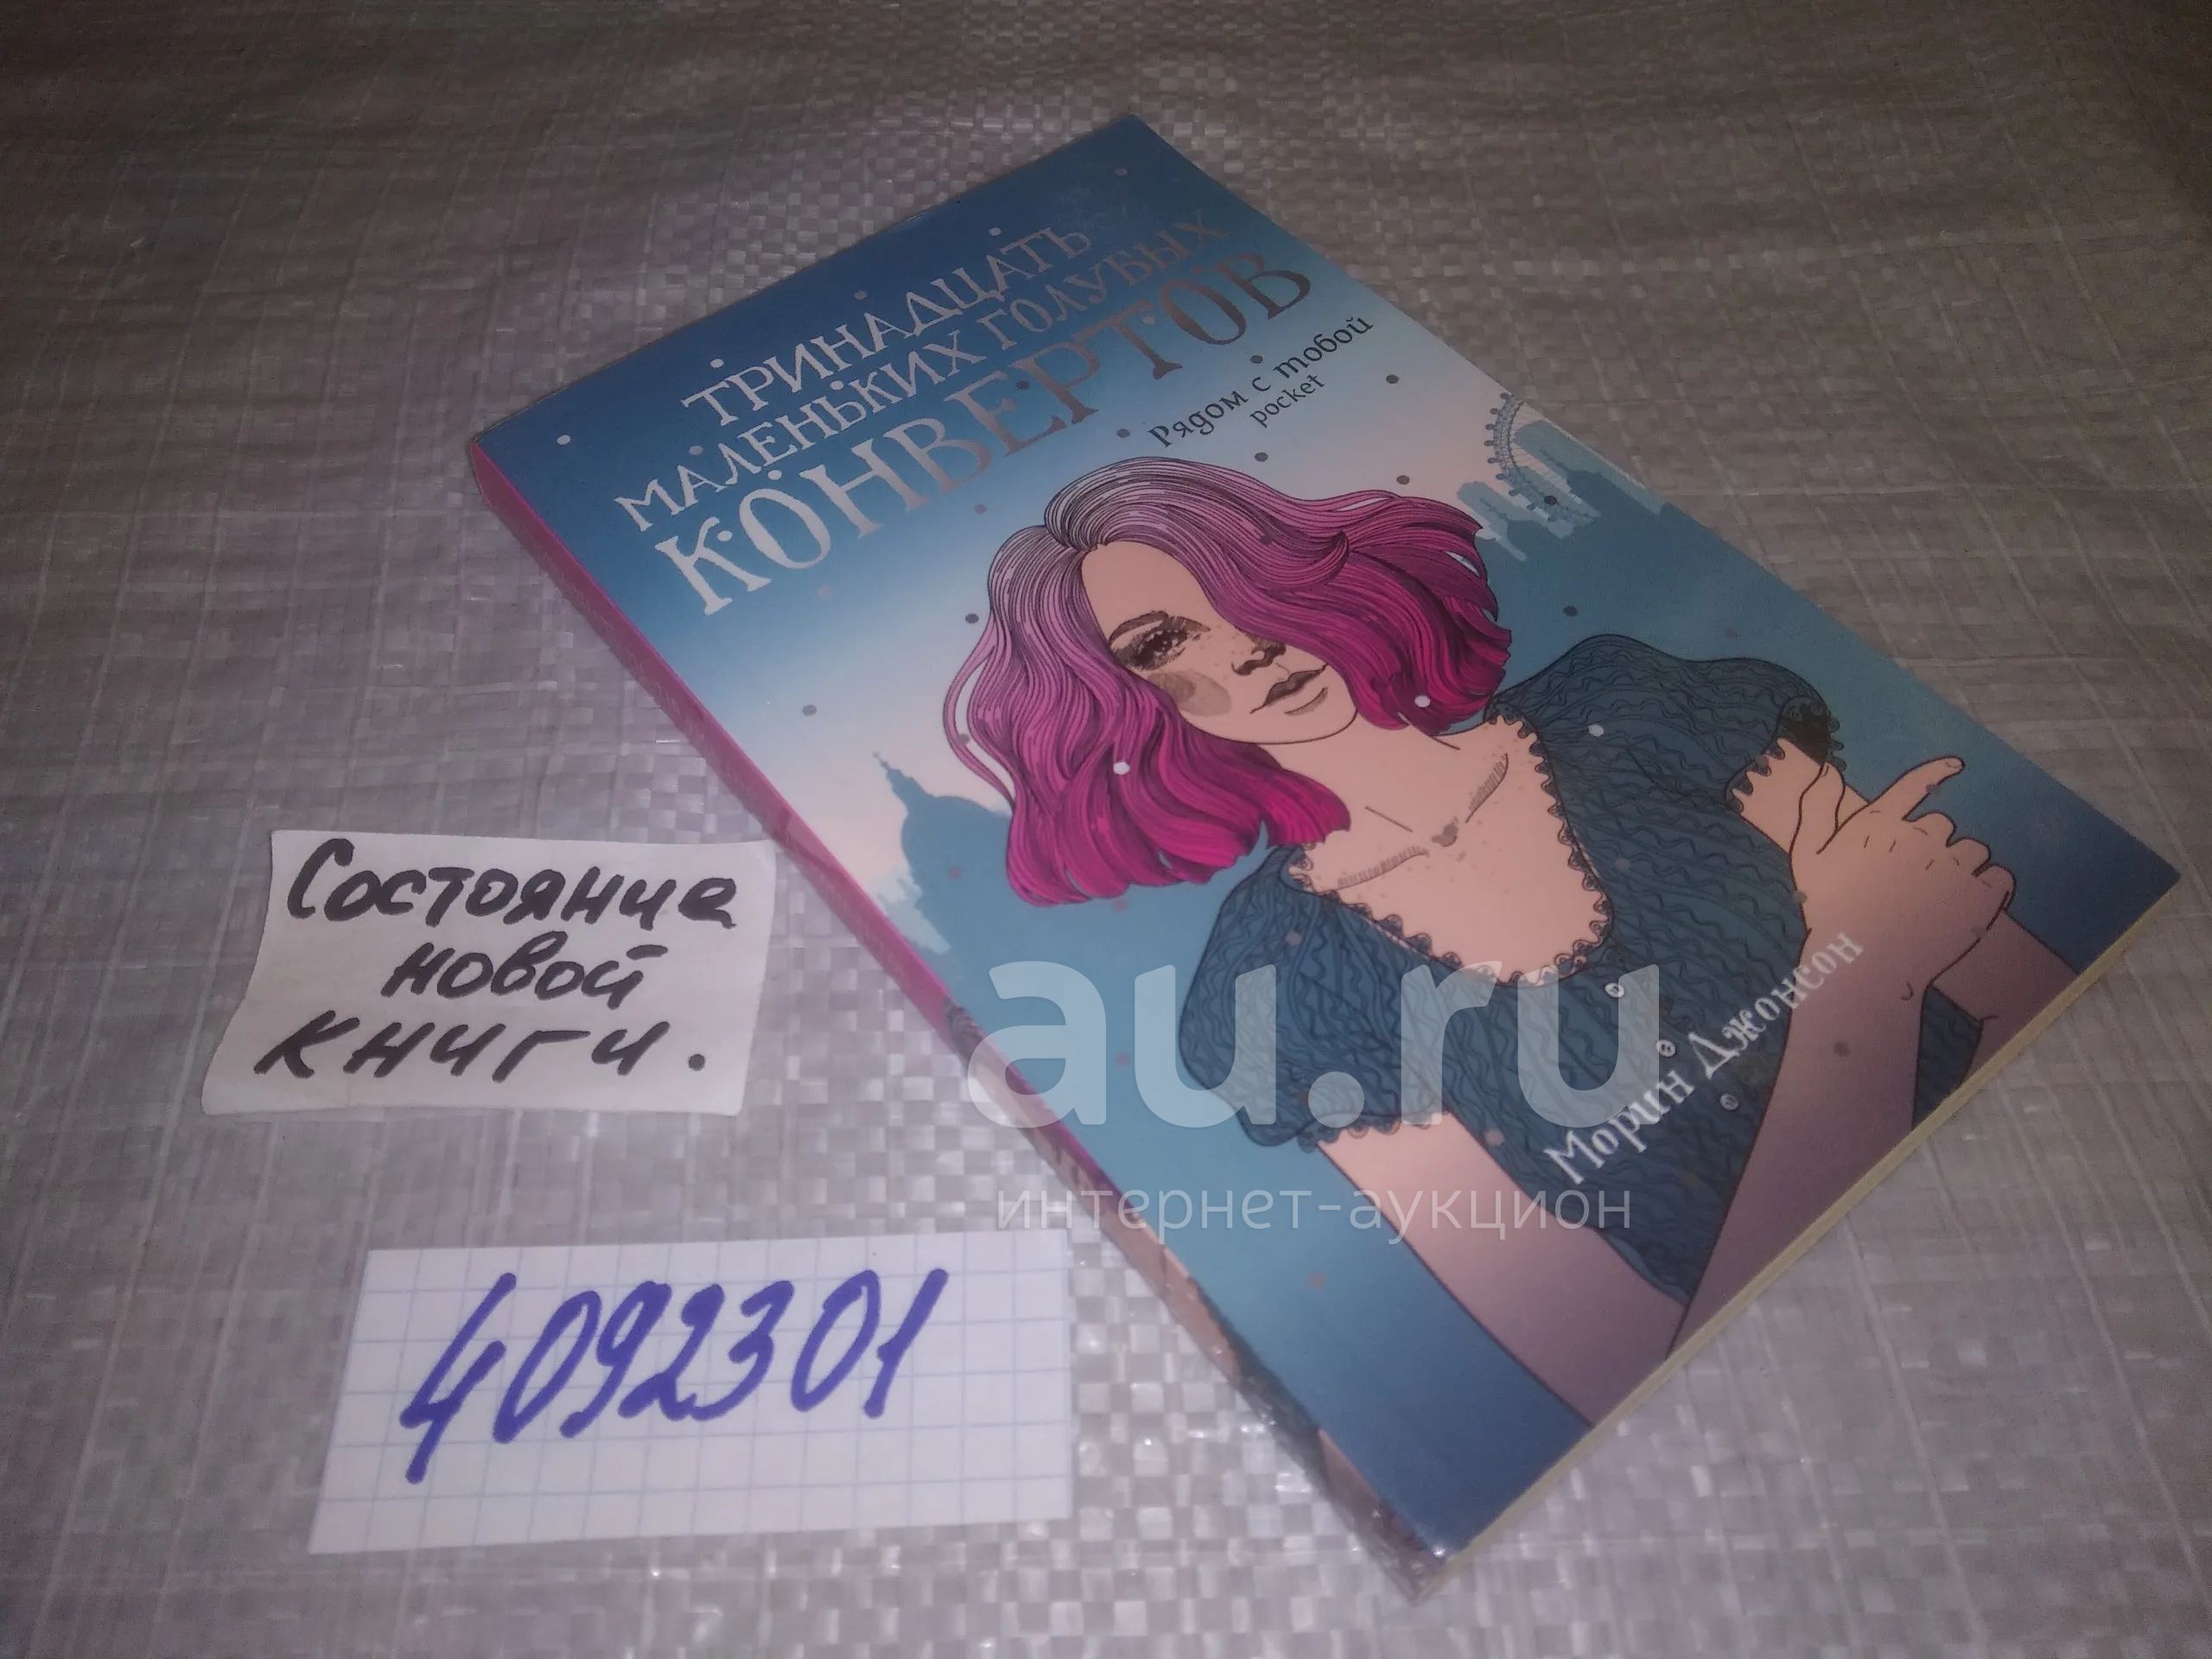 ТРИНАДЦАТЬ
МАЛЕНЬКИХ ГОЛУБЫХ
КОНВЕРТОВ
Рядом с тобой
pocket
Морин Джонсон
Состояние
новой
книги.
4092301
au.ru
интернет-аукцион